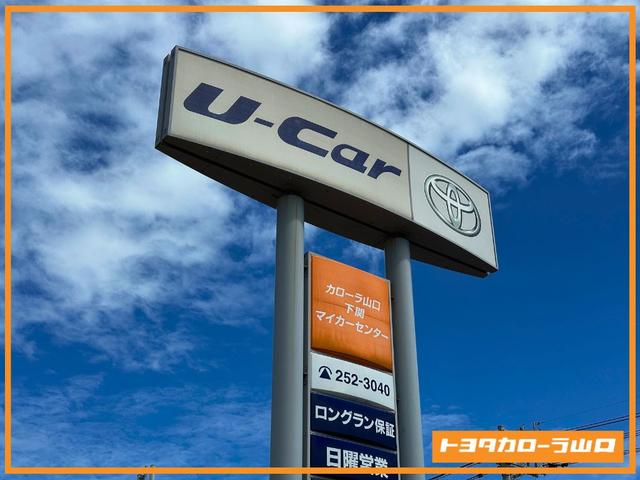 U-Car
カローラ山口
下関
マイカーセンター
252-3040
ロングラン保証
日曜営業
トヨタカローラ山口